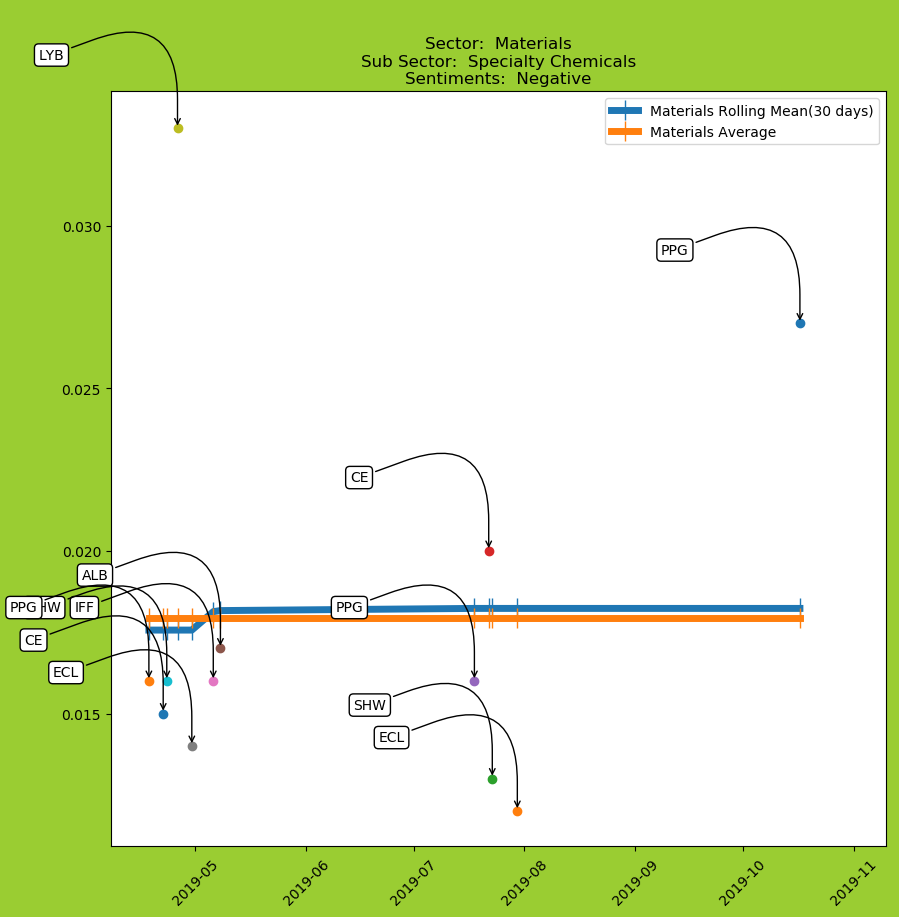 LYB
Sector:  Materials
Sub Sector:  Specialty Chemicals
Sentiments:  Negative
Materials Rolling Mean(30 days)
Materials Average
0.030
PPG
0.025
CE
0.020
ALB
PPG
HW
IFF
PPG
CE
ECL
SHW
0.015
ECL
2019-05
2019-06
2019-07
2019-08
2019-09
2019-10
2019-11